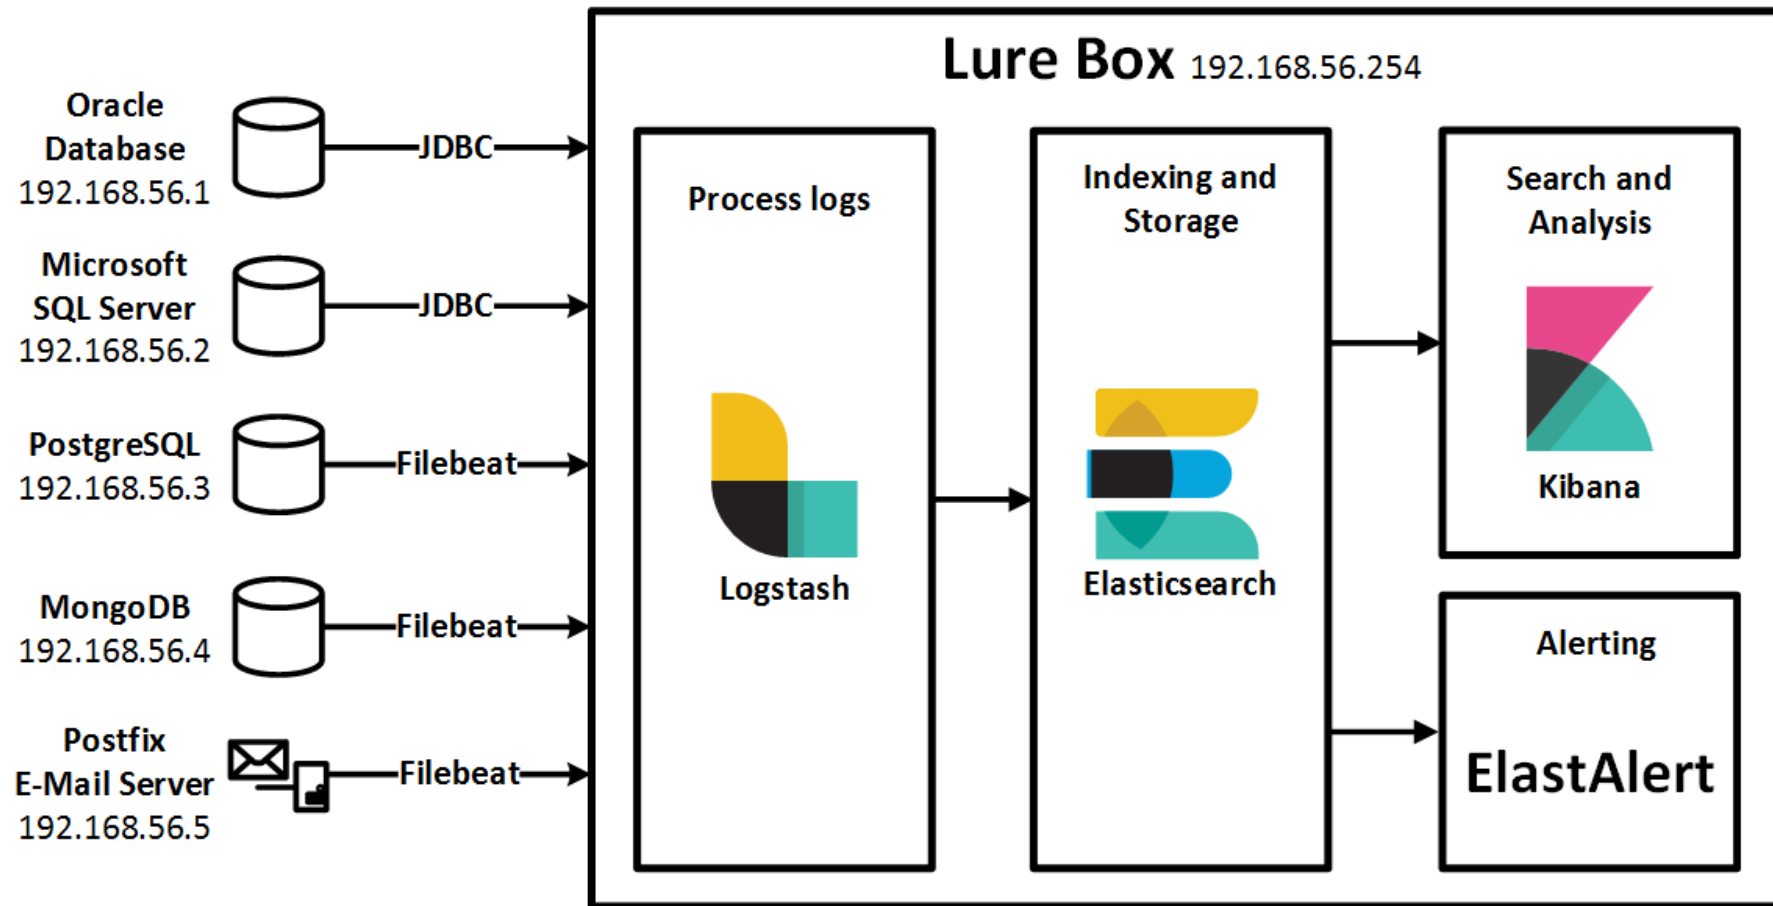 Lure Box 192.168.56.254
Oracle
Database
192.168.56.1
JDBC
Microsoft
SQL Server
192.168.56.2
JDBC
PostgreSQL
192.168.56.3
Filebeat
MongoDB
192.168.56.4
Filebeat
Postfix
E-Mail Server
192.168.56.5
Filebeat
Process logs
Logstash
Indexing and
Storage
Elasticsearch
Search and
Analysis
Kibana
Alerting
ElastAlert